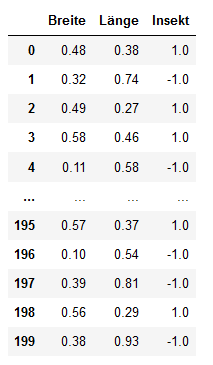 Breite Länge Insekt
0 0.48 0.38 1.0
1 0.32 0.74 -1.0
2 0.49 0.27 1.0
3 0.58 0.46 1.0
4 0.11 0.58 -1.0
... ... ... ...
195 0.57 0.37 1.0
196 0.10 0.54 -1.0
197 0.39 0.81 -1.0
198 0.56 0.29 1.0
199 0.38 0.93 -1.0